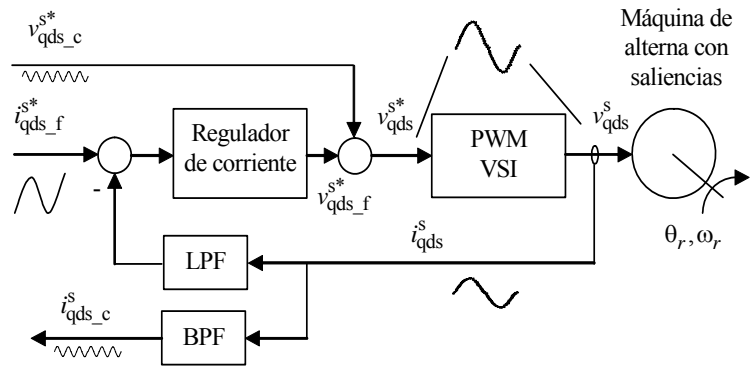 v^{s*}_{qds_c}
Máquina de
alterna con
saliencias
i^{s*}_{qds_f}
Regulador
de corriente
v^{s*}_{qds}
PWM
VSI
v^{s}_{qds}
-
v^{s*}_{qds_f}
i^{s}_{qds}
θ_r, ω_r
LPF
i^{s}_{qds_c}
BPF